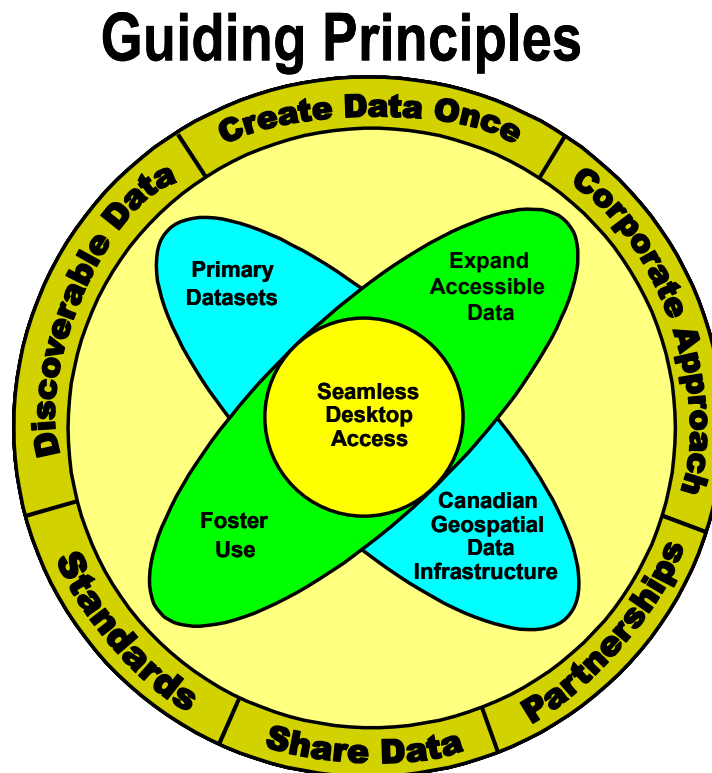 Guiding Principles
Create Data Once
Corporate Approach
Partnerships
Share Data
Standards
Discoverable Data
Primary
Datasets
Expand
Accessible
Data
Seamless
Desktop
Access
Foster
Use
Canadian
Geospatial
Data
Infrastructure